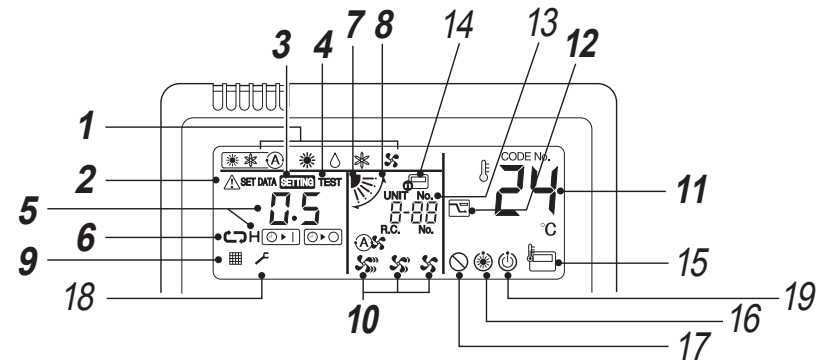 7 8 14 13 12
3 4
1
CODE No.
A
2 SET DATA SETTING TEST
UNIT No.
24 11
5 0.5
8-88
R.C. No.
°C
6 H
A
9
15
18 10 19
16
17